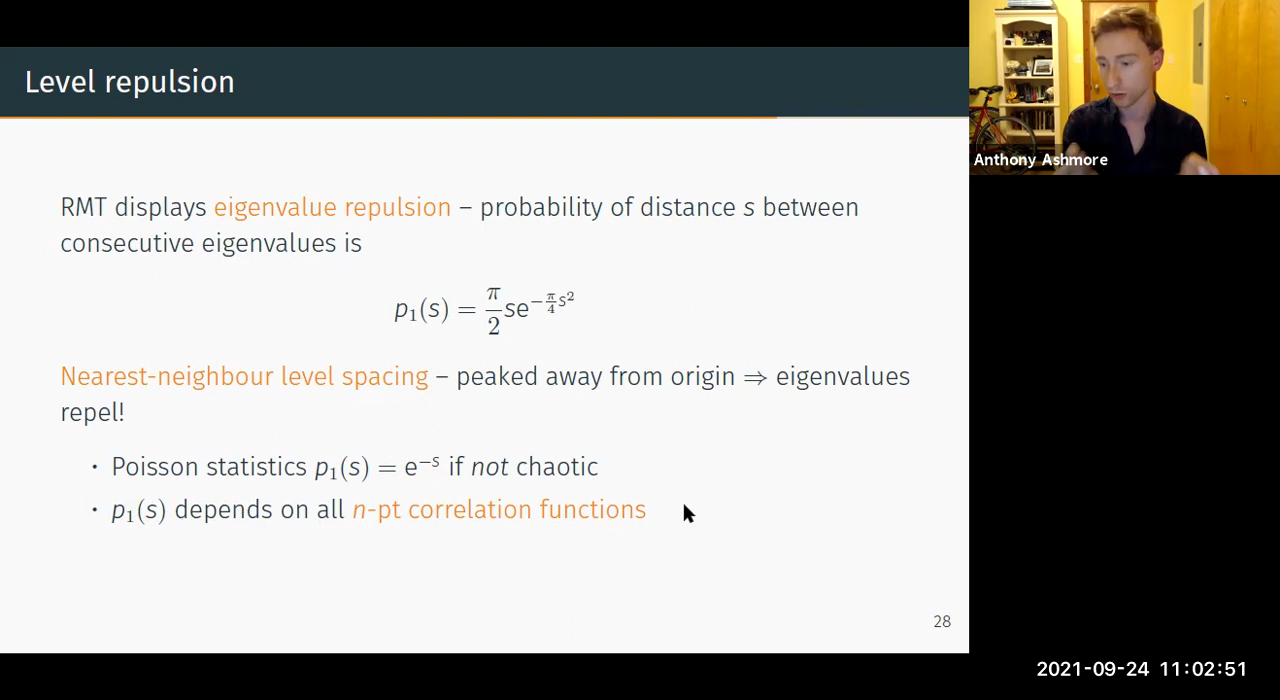 Level repulsion
RMT displays eigenvalue repulsion – probability of distance s between
consecutive eigenvalues is
p₁(s) = π/2 se^{−π/4 s²}
Nearest-neighbour level spacing – peaked away from origin ⇒ eigenvalues
repel!
• Poisson statistics p₁(s) = e⁻ˢ if not chaotic
• p₁(s) depends on all n-pt correlation functions
28
Anthony Ashmore
2021-09-24 11:02:51